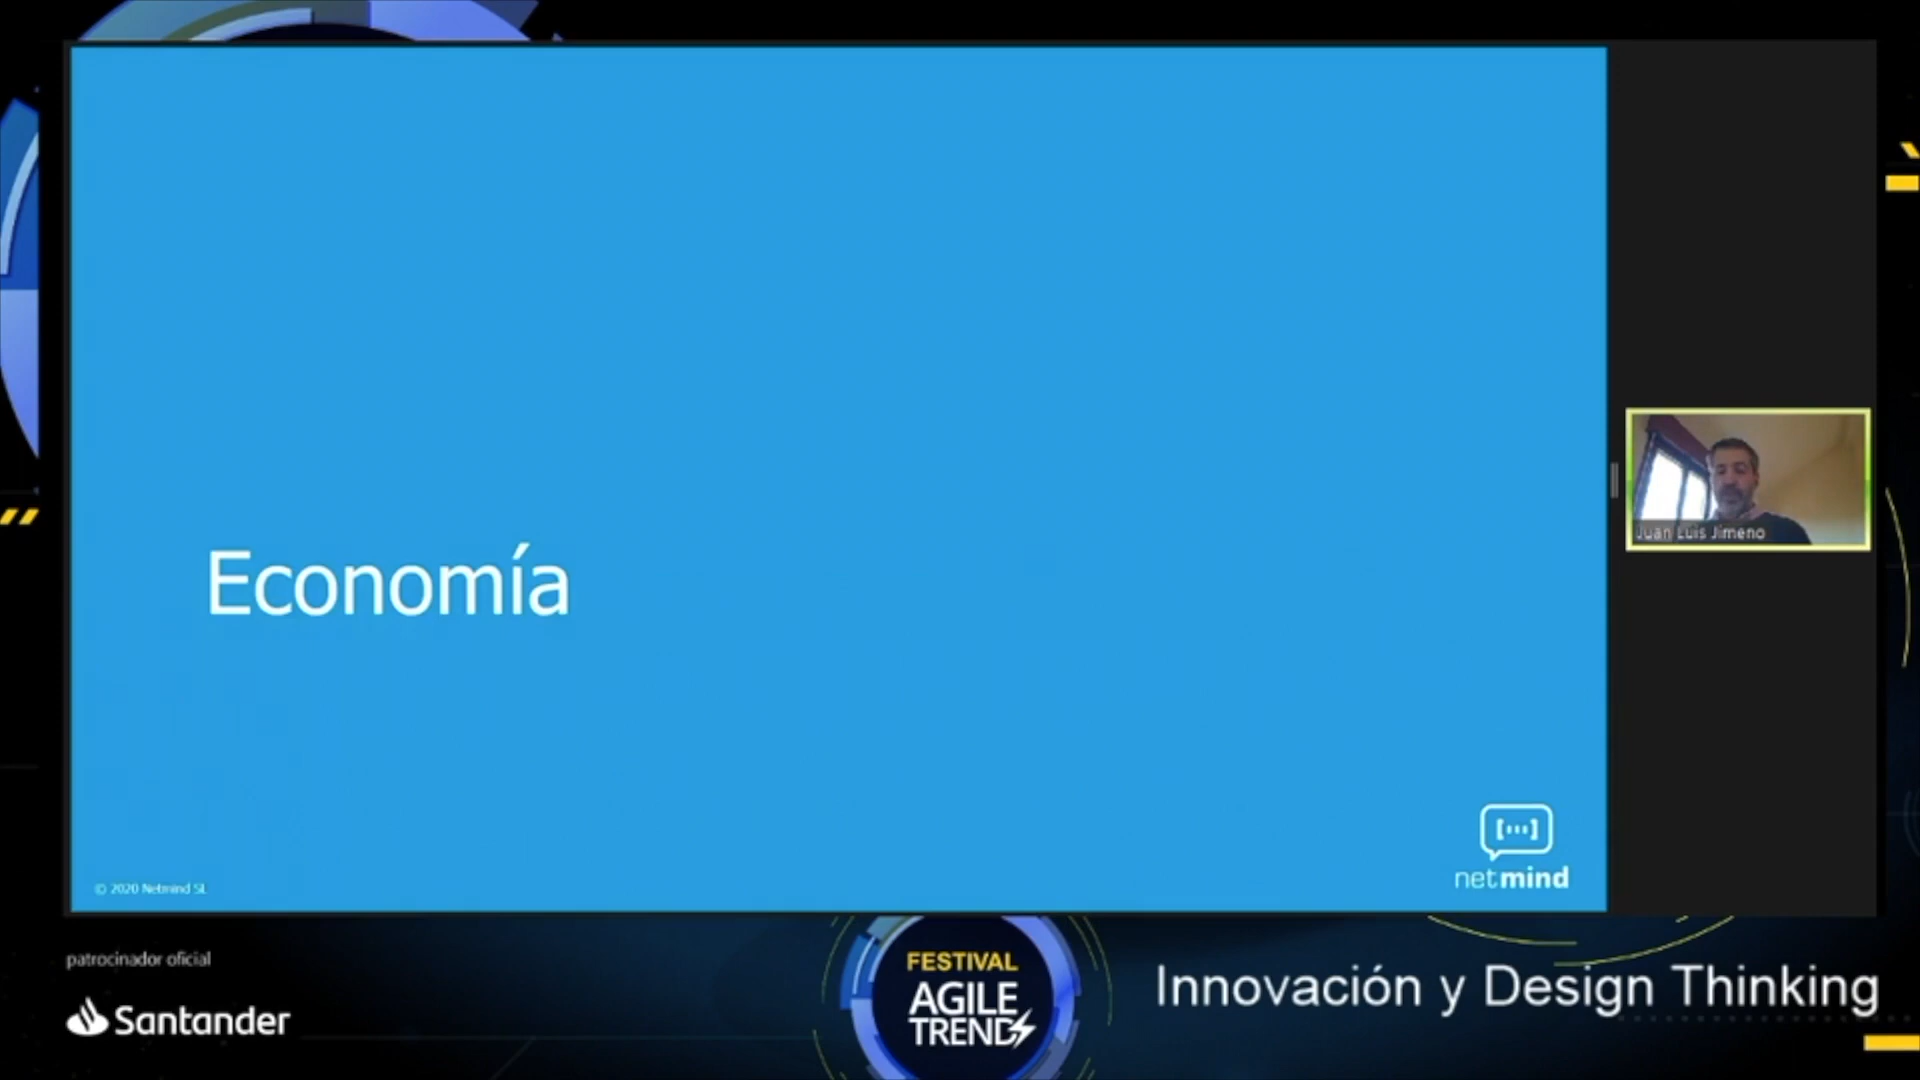 Economía
© 2020 Netmind SL
netmind
Juan Luis Jimeno
patrocinador oficial
Santander
FESTIVAL
AGILE
TRENDS
Innovación y Design Thinking